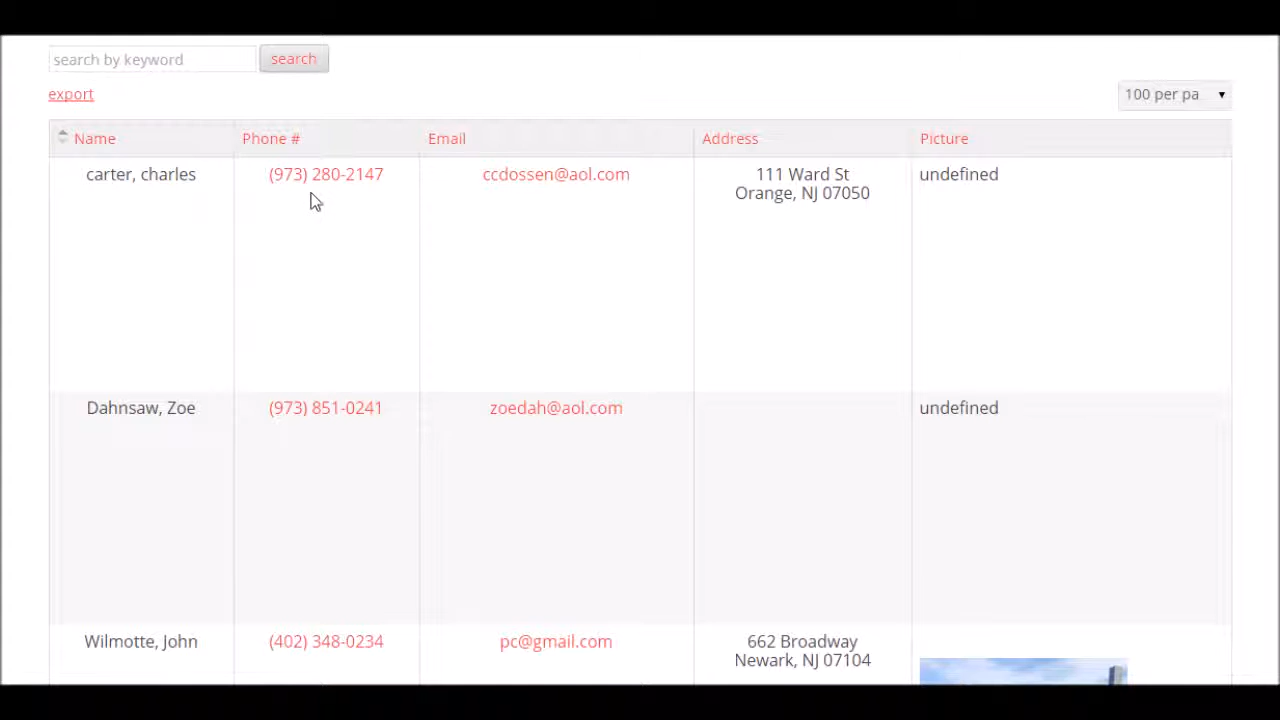 search by keyword search
export 100 per pa
Name Phone # Email Address Picture
carter, charles (973) 280-2147 ccdossen@aol.com 111 Ward St undefined
Orange, NJ 07050
Dahnsaw, Zoe (973) 851-0241 zoedah@aol.com undefined
Wilmotte, John (402) 348-0234 pc@gmail.com 662 Broadway
Newark, NJ 07104